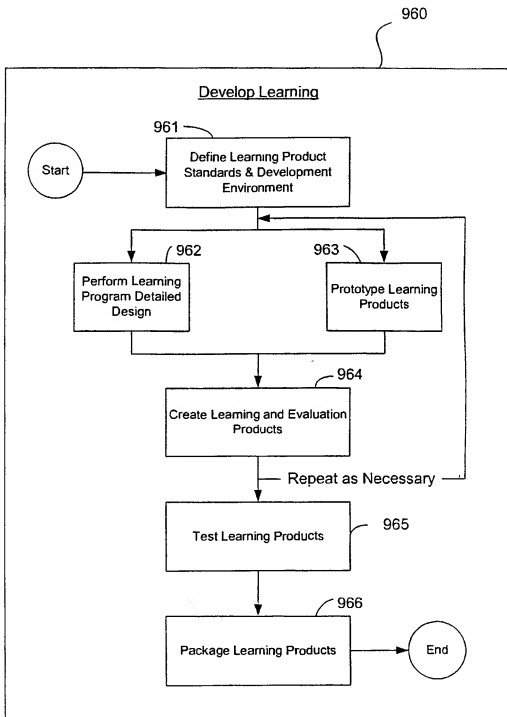 960
Develop Learning
961
Start
Define Learning Product
Standards & Development
Environment
962
963
Perform Learning
Program Detailed
Design
Prototype Learning
Products
964
Create Learning and Evaluation
Products
Repeat as Necessary
965
Test Learning Products
966
Package Learning Products
End